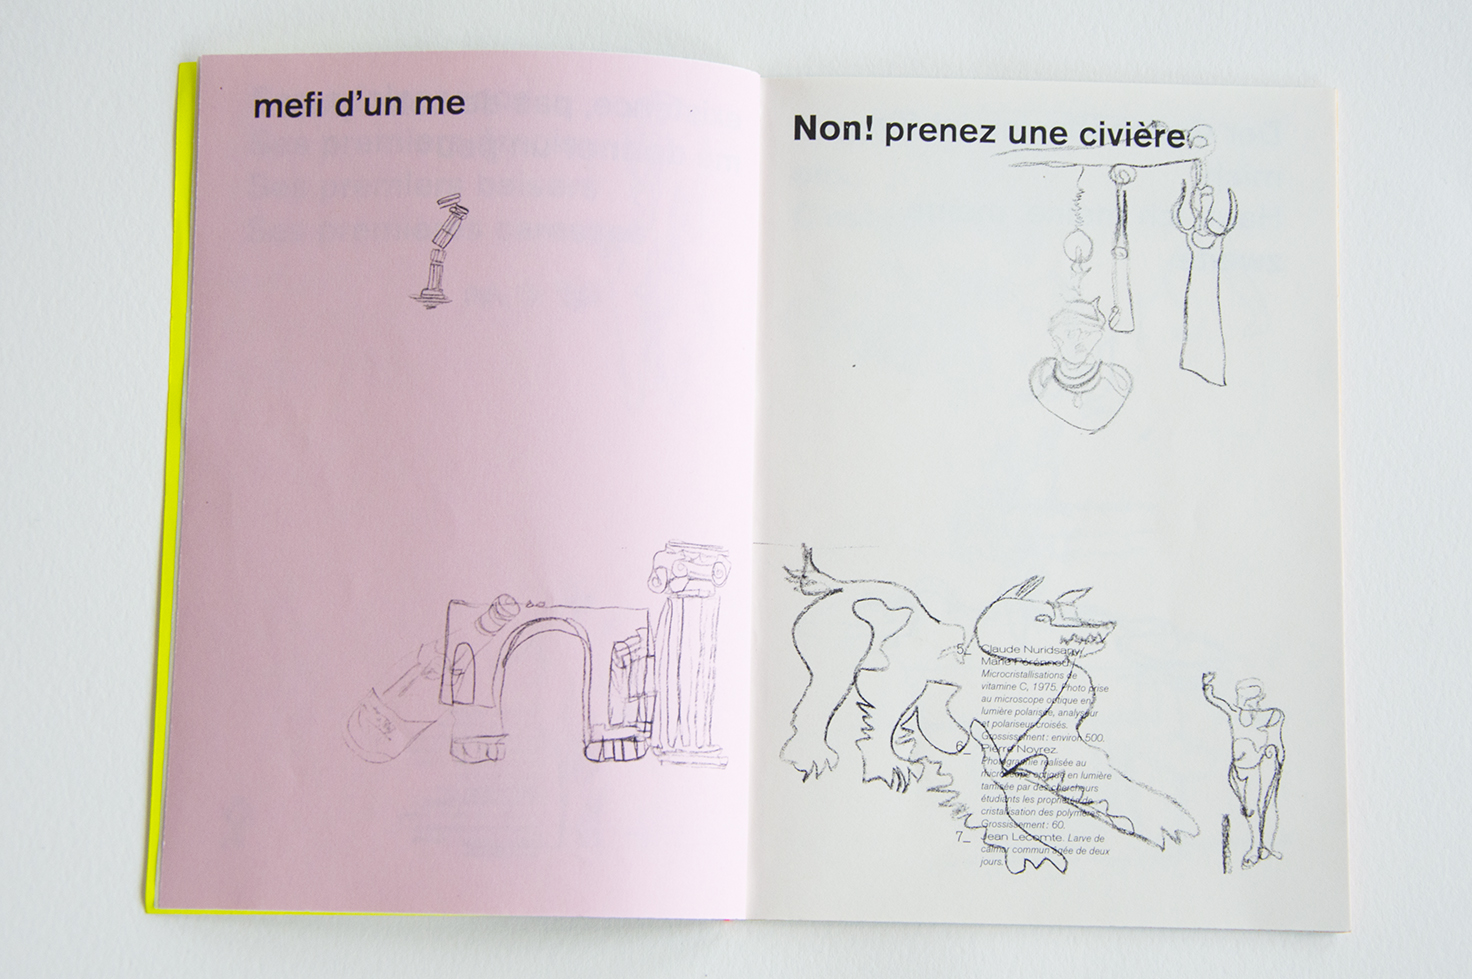 mefi d'un me
Non! prenez une civière
5_ Claude Nuridsany/
Marie Pérennou.
Microcristallisations de
vitamine C, 1975. Photo prise
au microscope optique en
lumière polarisée, analyseur
et polariseur croisés.
Grossissement : environ 500.
6_ Pierre Noyrez.
Photographie réalisée au
microscope optique en lumière
tamisée par des chercheurs
étudiants les propriétés de
cristallisation des polymères.
Grossissement : 60.
7_ Jean Lecomte. Larve de
calmar commun âgée de deux
jours.